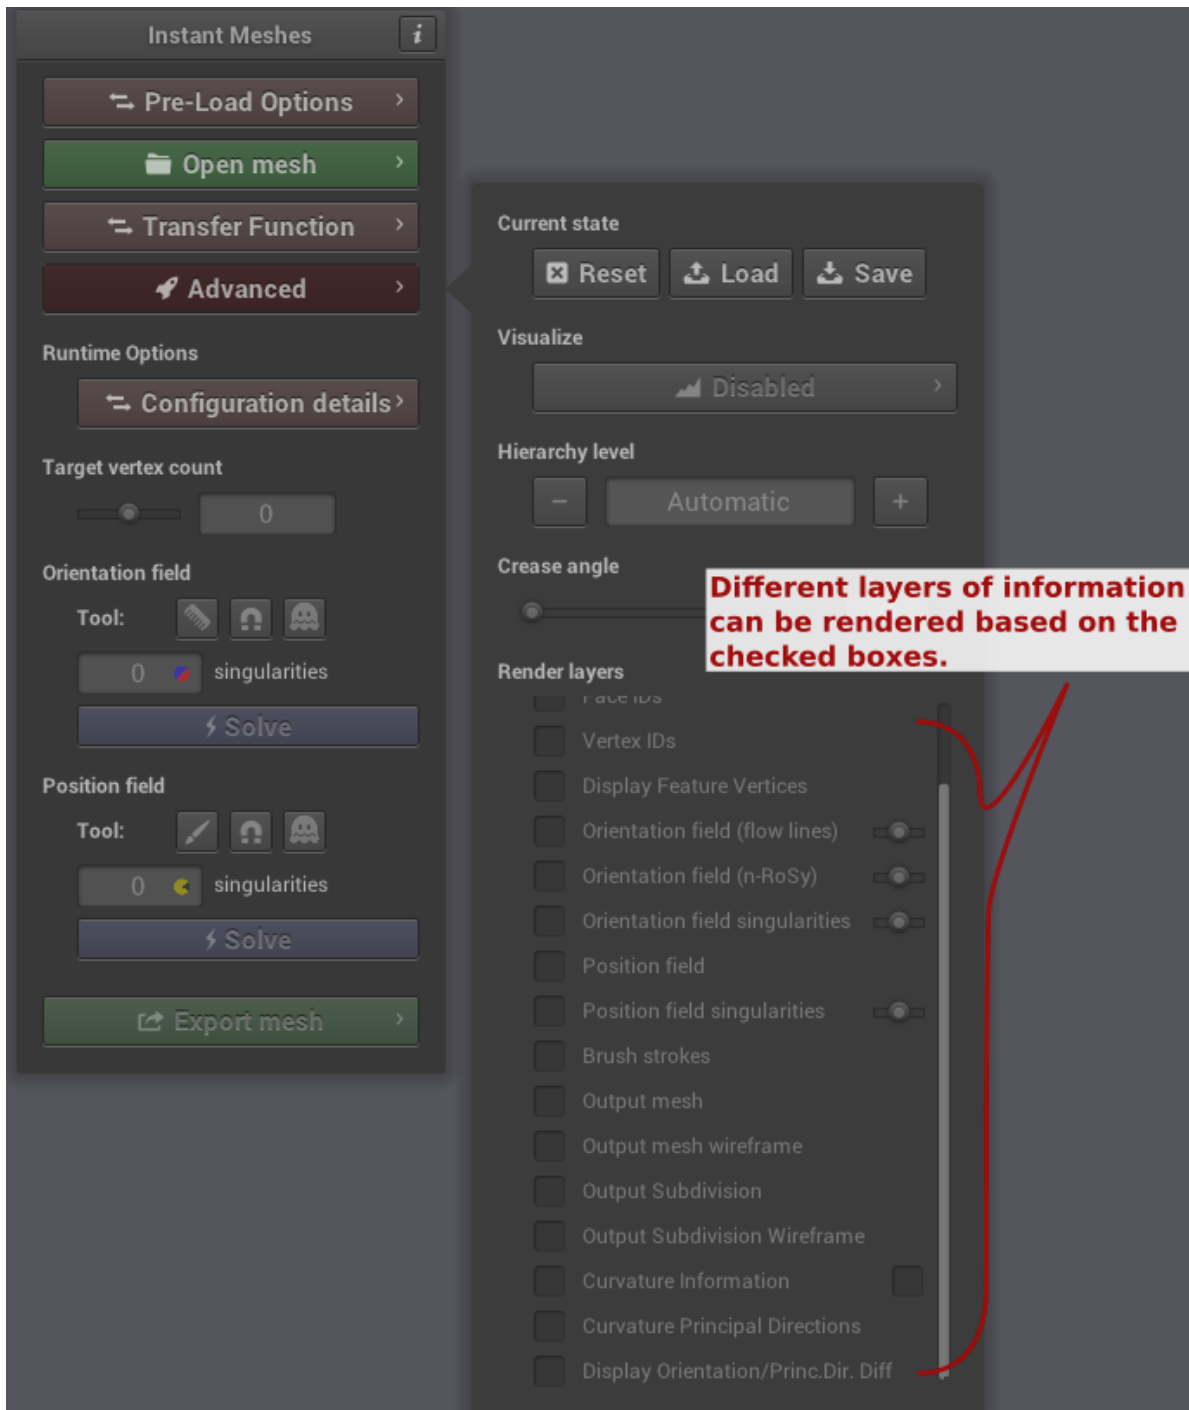 Instant Meshes
i
Pre-Load Options
Open mesh
Transfer Function
Advanced
Runtime Options
Configuration details
Target vertex count
0
Orientation field
Tool:
0 singularities
Solve
Position field
Tool:
0 singularities
Solve
Export mesh
Current state
Reset Load Save
Visualize
Disabled
Hierarchy level
− Automatic +
Crease angle
Different layers of information
can be rendered based on the
checked boxes.
Render layers
Face IDs
Vertex IDs
Display Feature Vertices
Orientation field (flow lines)
Orientation field (n-RoSy)
Orientation field singularities
Position field
Position field singularities
Brush strokes
Output mesh
Output mesh wireframe
Output Subdivision
Output Subdivision Wireframe
Curvature Information
Curvature Principal Directions
Display Orientation/Princ.Dir. Diff